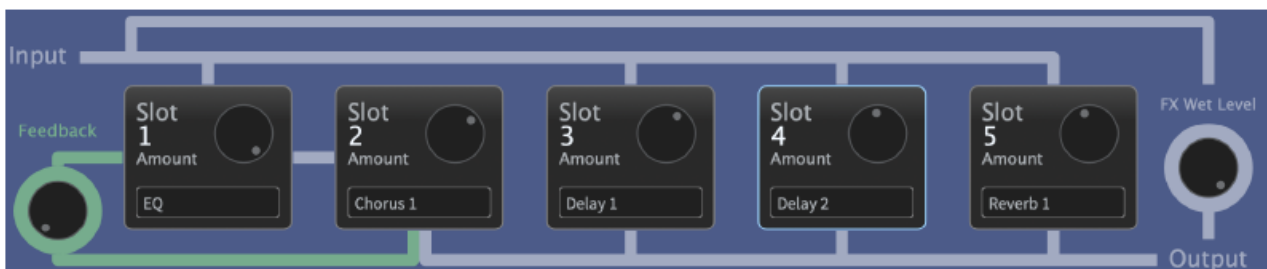 Input
Feedback
Slot
1
Amount
EQ
Slot
2
Amount
Chorus 1
Slot
3
Amount
Delay 1
Slot
4
Amount
Delay 2
Slot
5
Amount
Reverb 1
FX Wet Level
Output